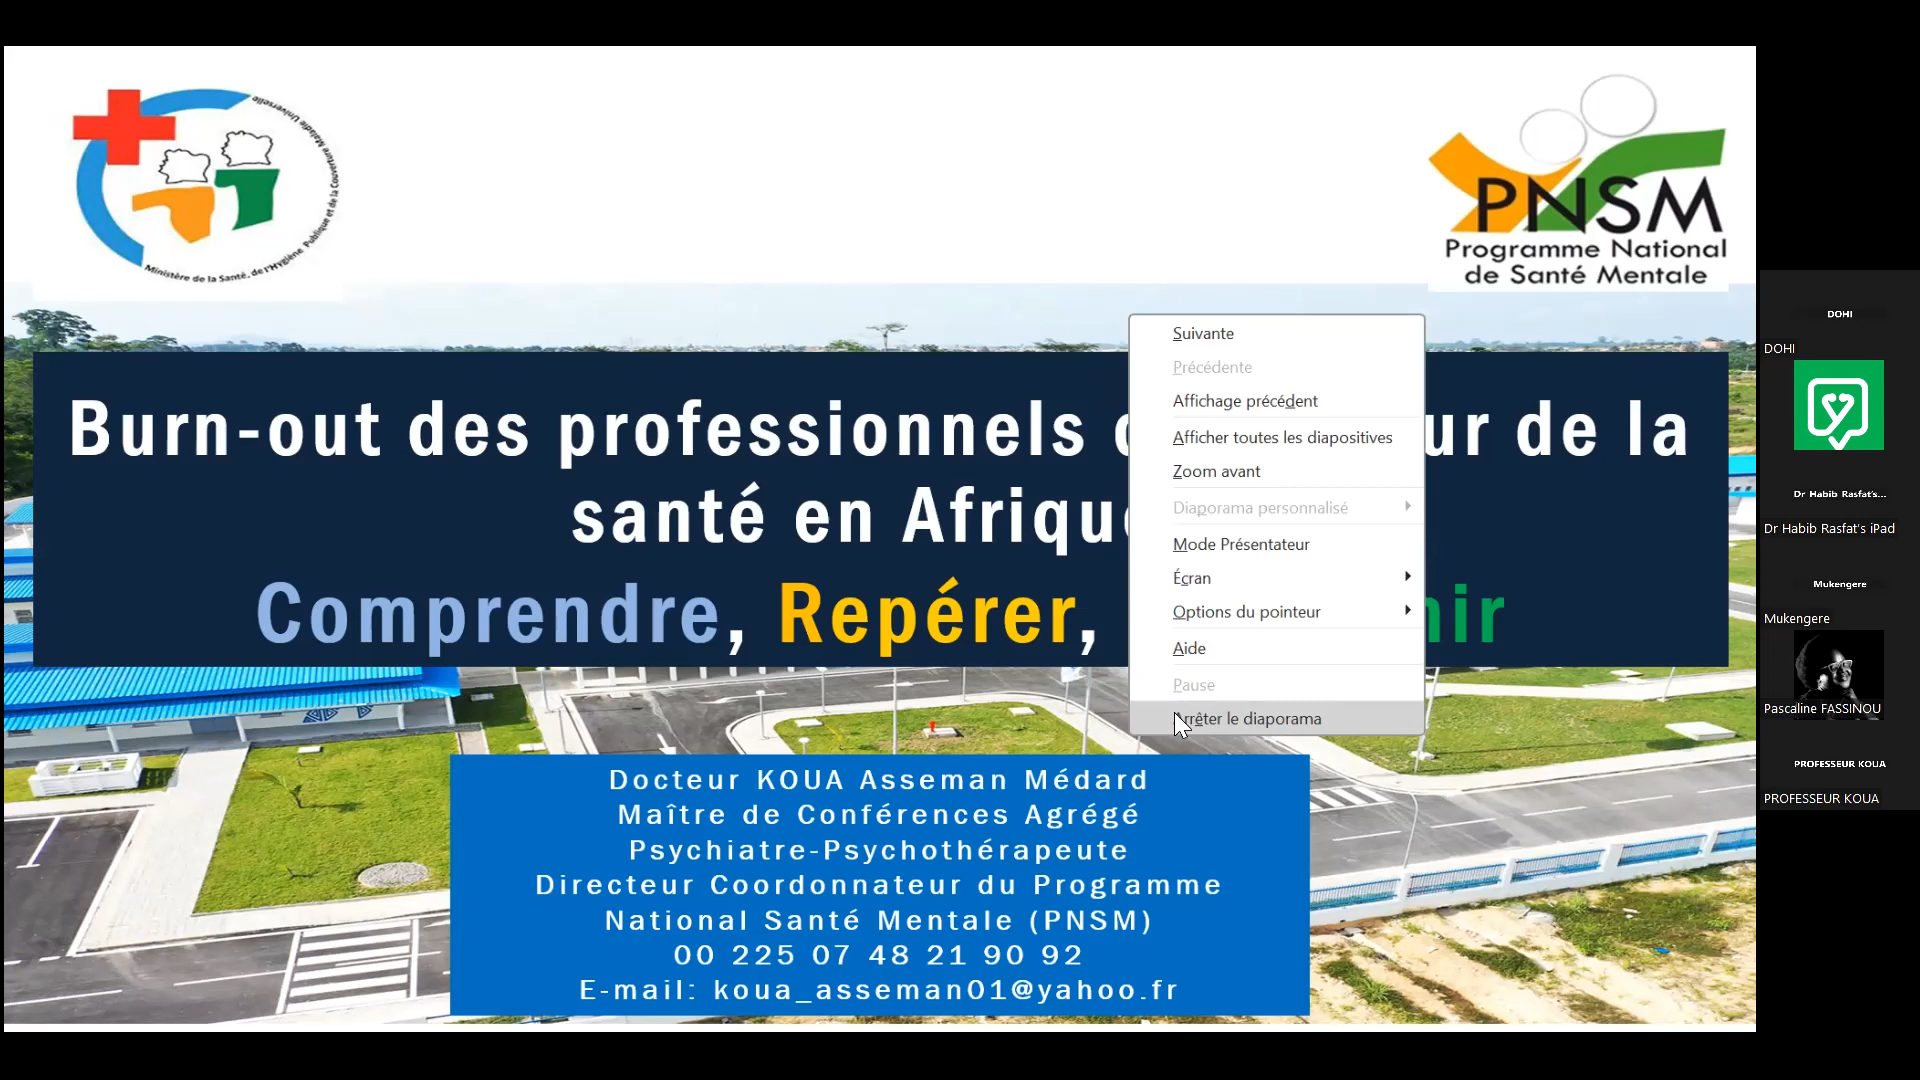 Ministère de la Santé, de l'Hygiène Publique et de la Couverture Maladie Universelle
PNSM
Programme National
de Santé Mentale
Burn-out des professionnels
ur de la
santé en
Comprendre, Repérer,
Suivante
Précédente
Affichage précédent
Afficher toutes les diapositives
Zoom avant
Diaporama personnalisé
Mode Présentateur
Écran
Options du pointeur
Aide
Pause
Arrêter le diaporama
Docteur KOUA Asseman Médard
Maître de Conférences Agrégé
Psychiatre-Psychothérapeute
Directeur Coordonnateur du Programme
National Santé Mentale (PNSM)
00 225 07 48 21 90 92
E-mail: koua_asseman01@yahoo.fr
DOHI
DOHI
Dr Habib Rasfat's...
Dr Habib Rasfat's iPad
Mukengere
Mukengere
Pascaline FASSINOU
PROFESSEUR KOUA
PROFESSEUR KOUA